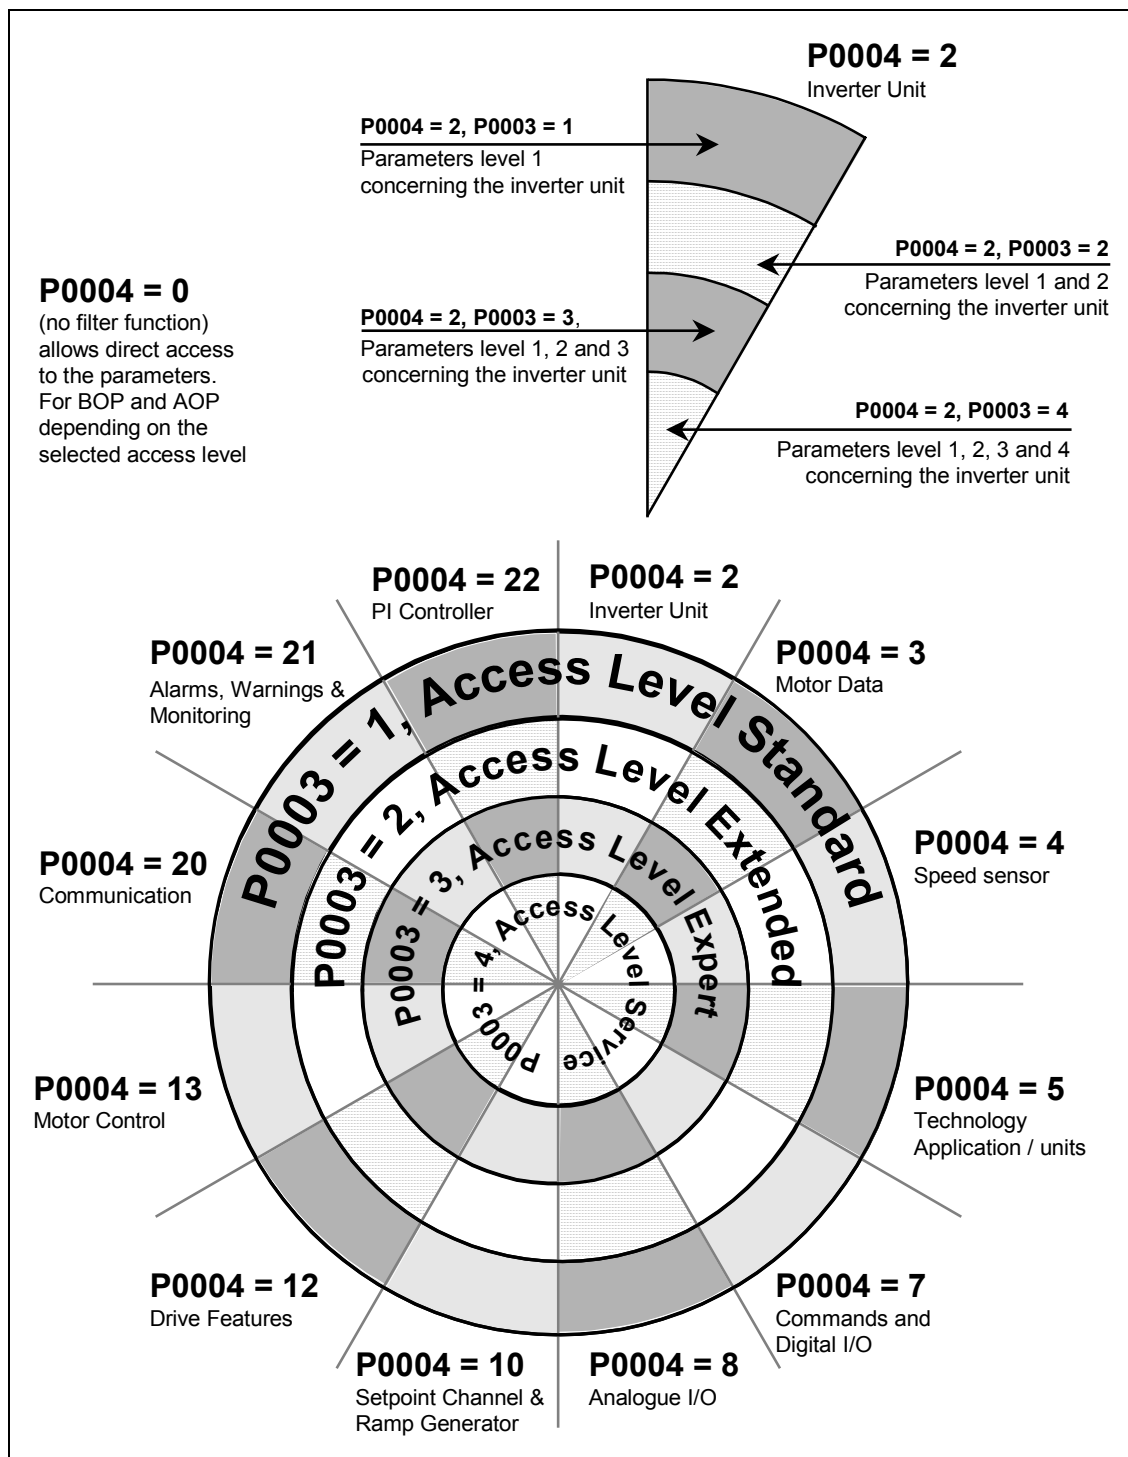 P0004 = 2
Inverter Unit
P0004 = 2, P0003 = 1
Parameters level 1
concerning the inverter unit
P0004 = 2, P0003 = 2
Parameters level 1 and 2
concerning the inverter unit
P0004 = 0
(no filter function)
allows direct access
to the parameters.
For BOP and AOP
depending on the
selected access level
P0004 = 2, P0003 = 3,
Parameters level 1, 2 and 3
concerning the inverter unit
P0004 = 2, P0003 = 4
Parameters level 1, 2, 3 and 4
concerning the inverter unit
P0004 = 22
PI Controller
P0004 = 2
Inverter Unit
P0004 = 21
Alarms, Warnings &
Monitoring
P0004 = 3
Motor Data
P0003 = 1, Access Level Standard
P0003 = 2, Access Level Extended
P0003 = 3, Access Level Expert
P0003 = 4, Access Level Service
P0004 = 20
Communication
P0004 = 4
Speed sensor
P0004 = 13
Motor Control
P0004 = 5
Technology
Application / units
P0004 = 12
Drive Features
P0004 = 7
Commands and
Digital I/O
P0004 = 10
Setpoint Channel &
Ramp Generator
P0004 = 8
Analogue I/O